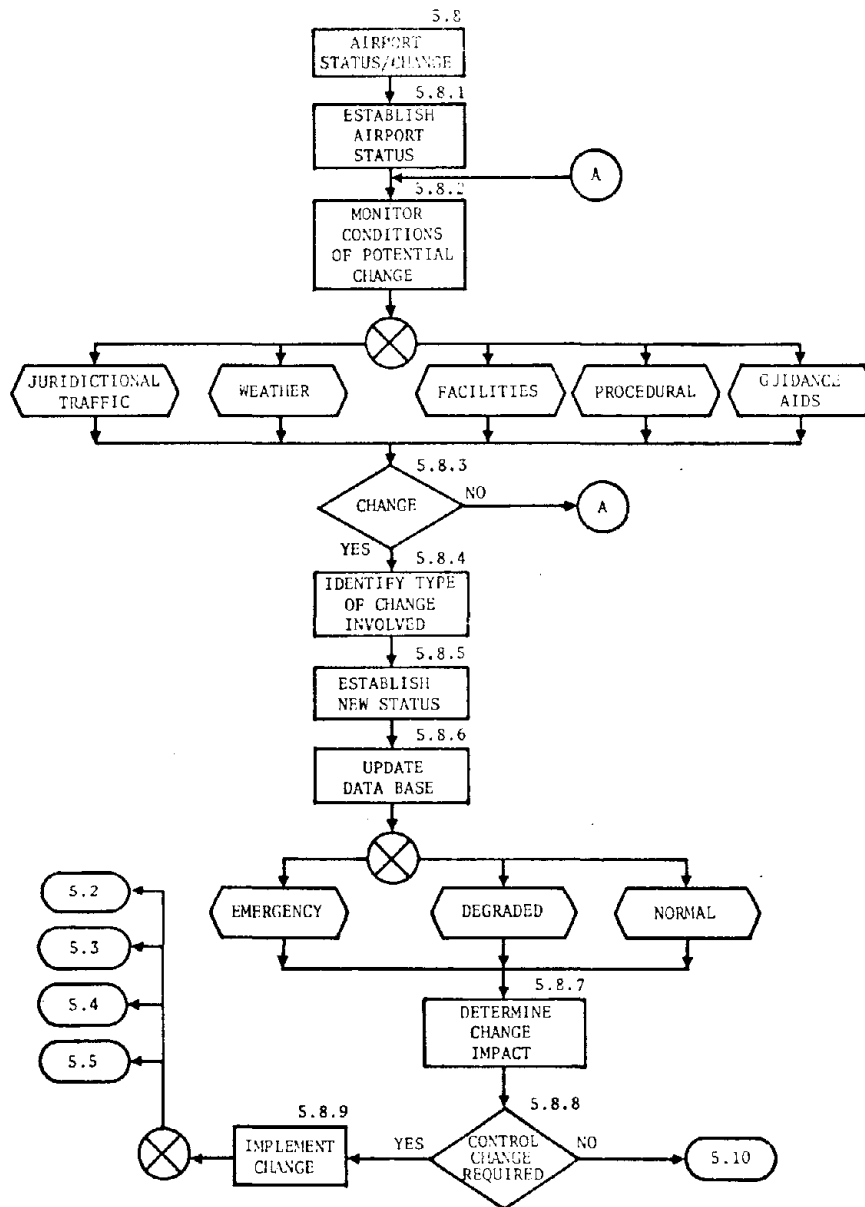 5.8
AIRPORT
STATUS/CHANGE
5.8.1
ESTABLISH
AIRPORT
STATUS
A
5.8.2
MONITOR
CONDITIONS
OF POTENTIAL
CHANGE
JURIDICTIONAL
TRAFFIC
WEATHER
FACILITIES
PROCEDURAL
GUIDANCE
AIDS
5.8.3
CHANGE
NO
A
YES
5.8.4
IDENTIFY TYPE
OF CHANGE
INVOLVED
5.8.5
ESTABLISH
NEW STATUS
5.8.6
UPDATE
DATA BASE
EMERGENCY
DEGRADED
NORMAL
5.2
5.3
5.4
5.5
5.8.7
DETERMINE
CHANGE
IMPACT
5.8.8
CONTROL
CHANGE
REQUIRED
YES
NO
5.8.9
IMPLEMENT
CHANGE
5.10